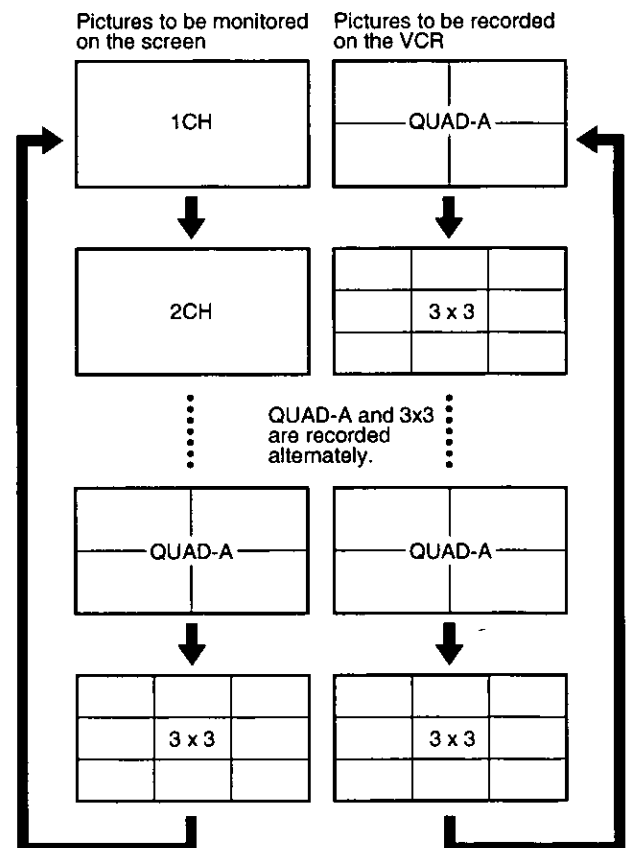 Pictures to be monitored
on the screen
Pictures to be recorded
on the VCR
1CH
QUAD-A
2CH
3 x 3
QUAD-A and 3x3
are recorded
alternately.
QUAD-A
QUAD-A
3 x 3
3 x 3